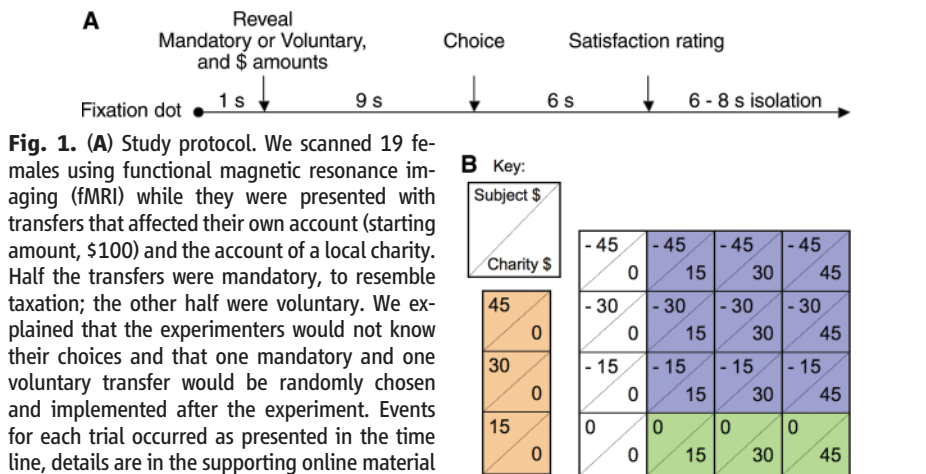 A
Reveal
Mandatory or Voluntary,
and $ amounts
Choice
Satisfaction rating
Fixation dot
1 s
9 s
6 s
6 - 8 s isolation
Fig. 1. (A) Study protocol. We scanned 19 fe-
males using functional magnetic resonance im-
aging (fMRI) while they were presented with
transfers that affected their own account (starting
amount, $100) and the account of a local charity.
Half the transfers were mandatory, to resemble
taxation; the other half were voluntary. We ex-
plained that the experimenters would not know
their choices and that one mandatory and one
voluntary transfer would be randomly chosen
and implemented after the experiment. Events
for each trial occurred as presented in the time
line, details are in the supporting online material
B Key:
Subject $
Charity $
45
0
30
0
15
0
- 45 - 45 - 45 - 45
0 15 30 45
- 30 - 30 - 30 - 30
0 15 30 45
- 15 - 15 - 15 - 15
0 15 30 45
0 0 0 0
0 15 30 45